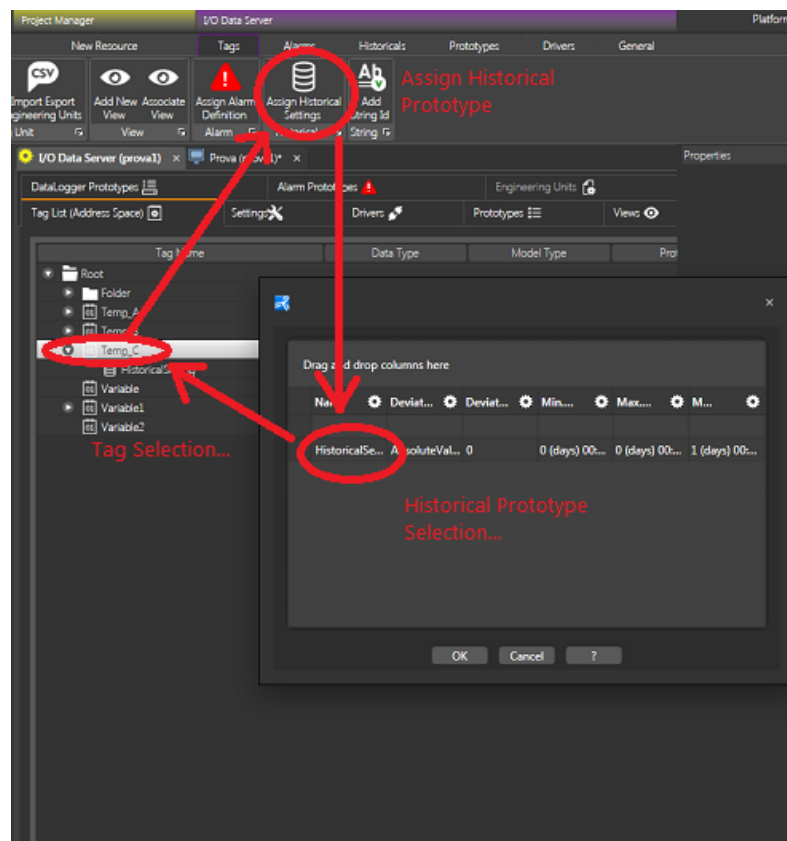 Project Manager
I/O Data Server
Platforn
New Resource
Tags
Alarms
Historicals
Prototypes
Drivers
General
CSV
Import Export
Engineering Units
Add New
View
Associate
View
Assign Alarm
Definition
Assign Historical
Settings
Ab
Add
String Id
Unit
View
Alarm
Historical
String
Assign Historical
Prototype
I/O Data Server (prova1) ×
Properties
DataLogger Prototypes
Alarm Prototypes
Engineering Units
Tag List (Address Space)
Settings
Drivers
Prototypes
Views
Tag Name
Data Type
Model Type
Root
Folder
Temp_A
Temp_C
Variable
Variable1
Variable2
Tag Selection...
×
Drag and drop columns here
Deviat...
Deviat...
Min....
Max....
M...
HistoricalSe...
AbsoluteVal...
0
0 (days) 00:...
0 (days) 00:...
1 (days) 00:...
Historical Prototype
Selection...
OK
Cancel
?